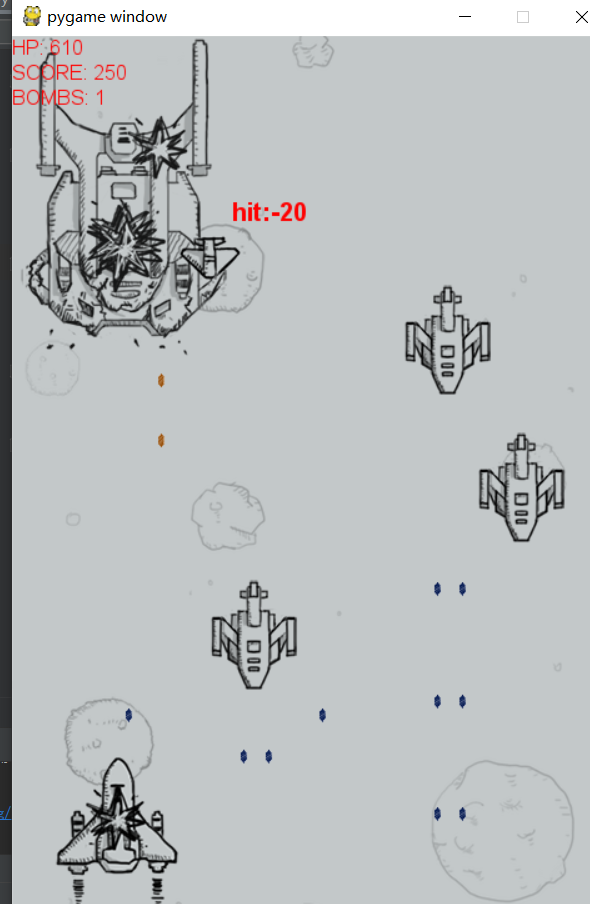 pygame window
HP: 610
SCORE: 250
BOMBS: 1
hit:-20